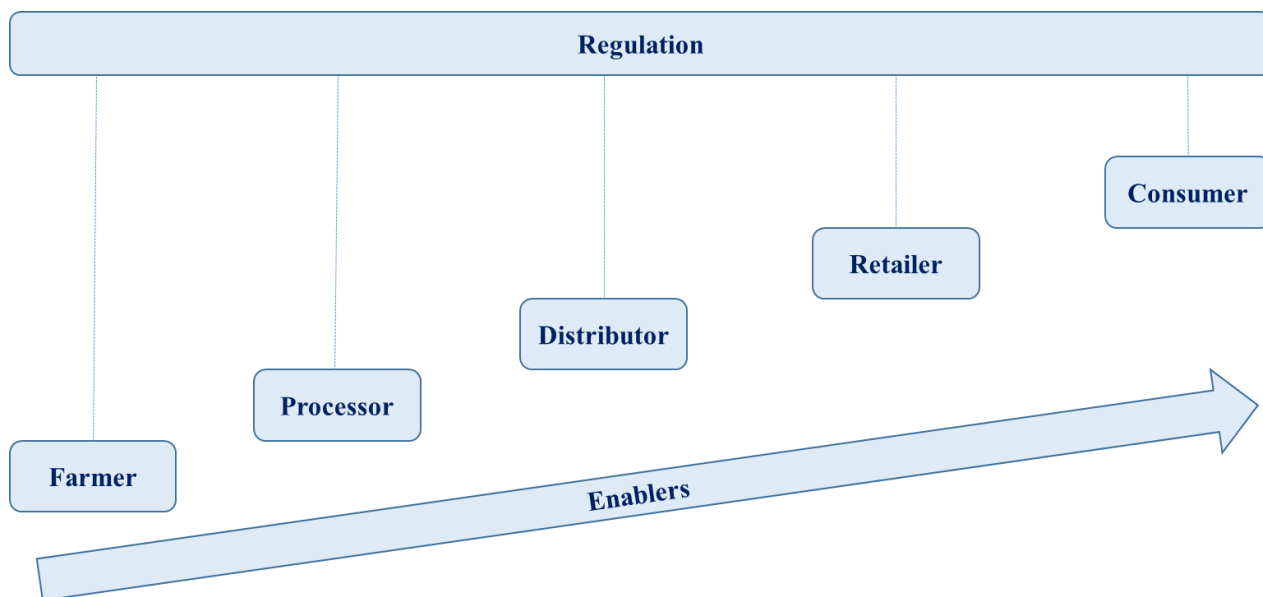 Regulation
Consumer
Retailer
Distributor
Processor
Farmer
Enablers